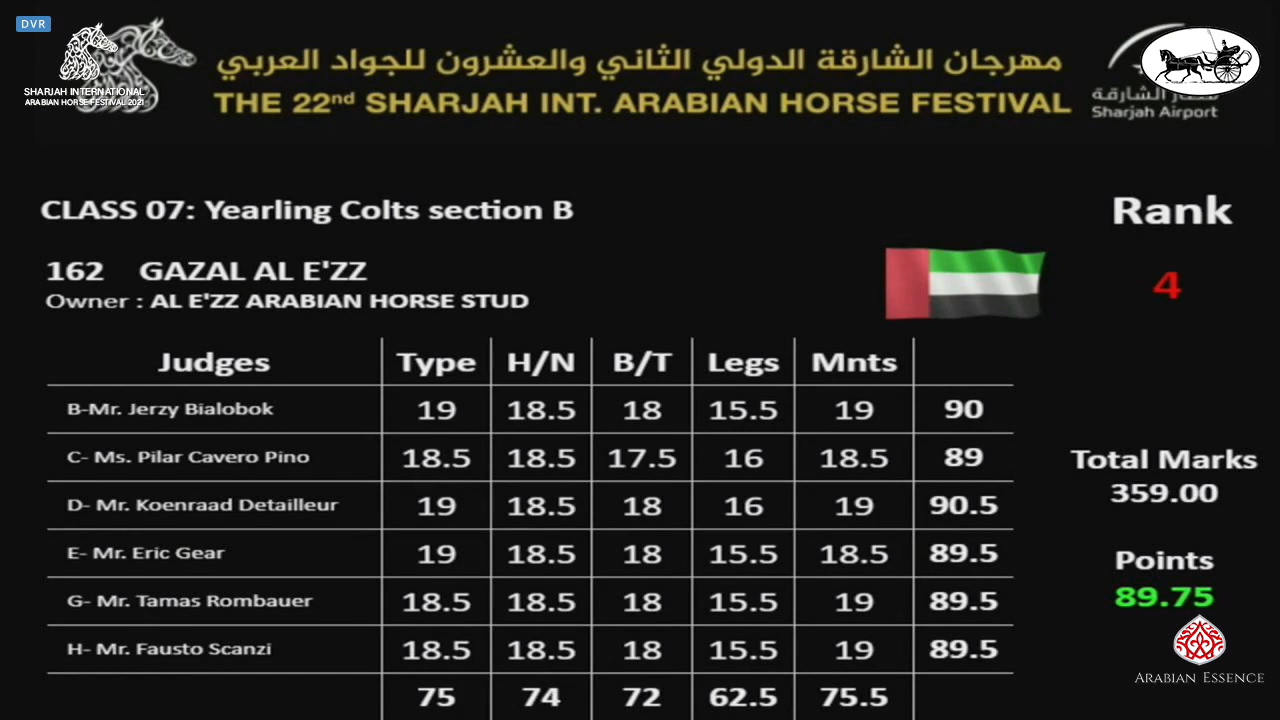 DVR
SHARJAH INTERNATIONAL
ARABIAN HORSE FESTIVAL 2021
مهرجان الشارقة الدولي الثاني والعشرون للجواد العربي
THE 22nd SHARJAH INT. ARABIAN HORSE FESTIVAL
الشارقة
Sharjah Airport
CLASS 07: Yearling Colts section B
Rank
162 GAZAL AL E'ZZ
4
Owner : AL E'ZZ ARABIAN HORSE STUD
Judges Type H/N B/T Legs Mnts
B-Mr. Jerzy Bialobok 19 18.5 18 15.5 19 90
C- Ms. Pilar Cavero Pino 18.5 18.5 17.5 16 18.5 89
D- Mr. Koenraad Detailleur 19 18.5 18 16 19 90.5
E- Mr. Eric Gear 19 18.5 18 15.5 18.5 89.5
G- Mr. Tamas Rombauer 18.5 18.5 18 15.5 19 89.5
H- Mr. Fausto Scanzi 18.5 18.5 18 15.5 19 89.5
75 74 72 62.5 75.5
Total Marks
359.00
Points
89.75
ARABIAN ESSENCE